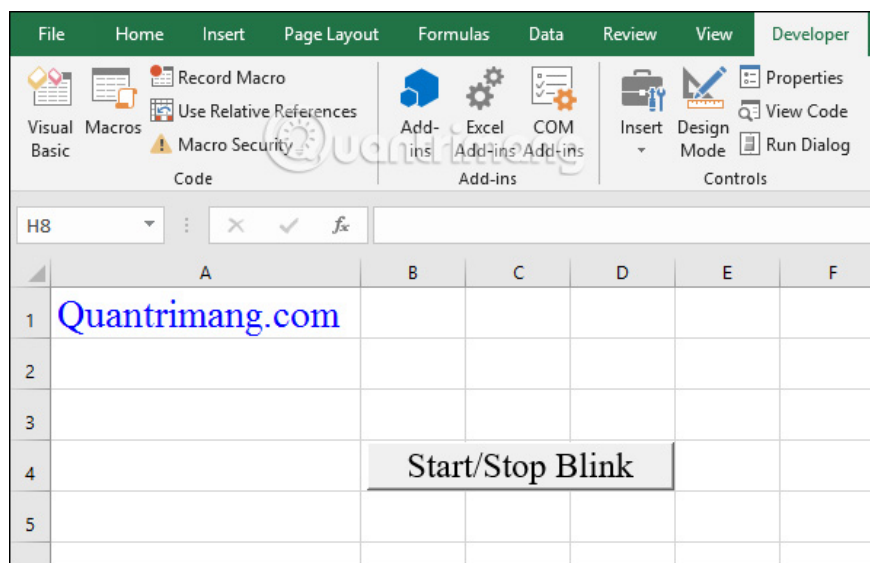 File Home Insert Page Layout Formulas Data Review View Developer
Visual Basic
Macros
Record Macro
Use Relative References
Macro Security
Code
Add-ins
Excel Add-ins
COM Add-ins
Add-ins
Insert
Design Mode
Properties
View Code
Run Dialog
Controls
Quantrimang
H8 fx
A B C D E F
1 Quantrimang.com
2
3
4 Start/Stop Blink
5